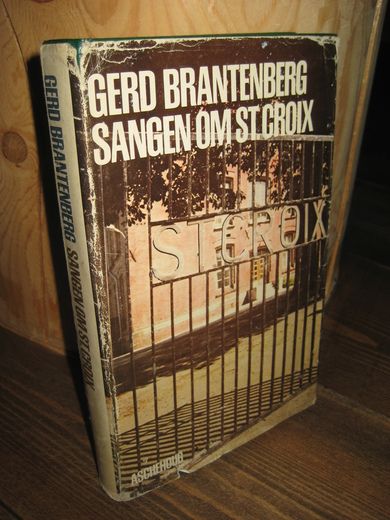 GERD BRANTENBERG
SANGEN OM ST. CROIX
ST CROIX
ASCHEHOUG
GERD BRANTENBERG SANGEN OM ST. CROIX